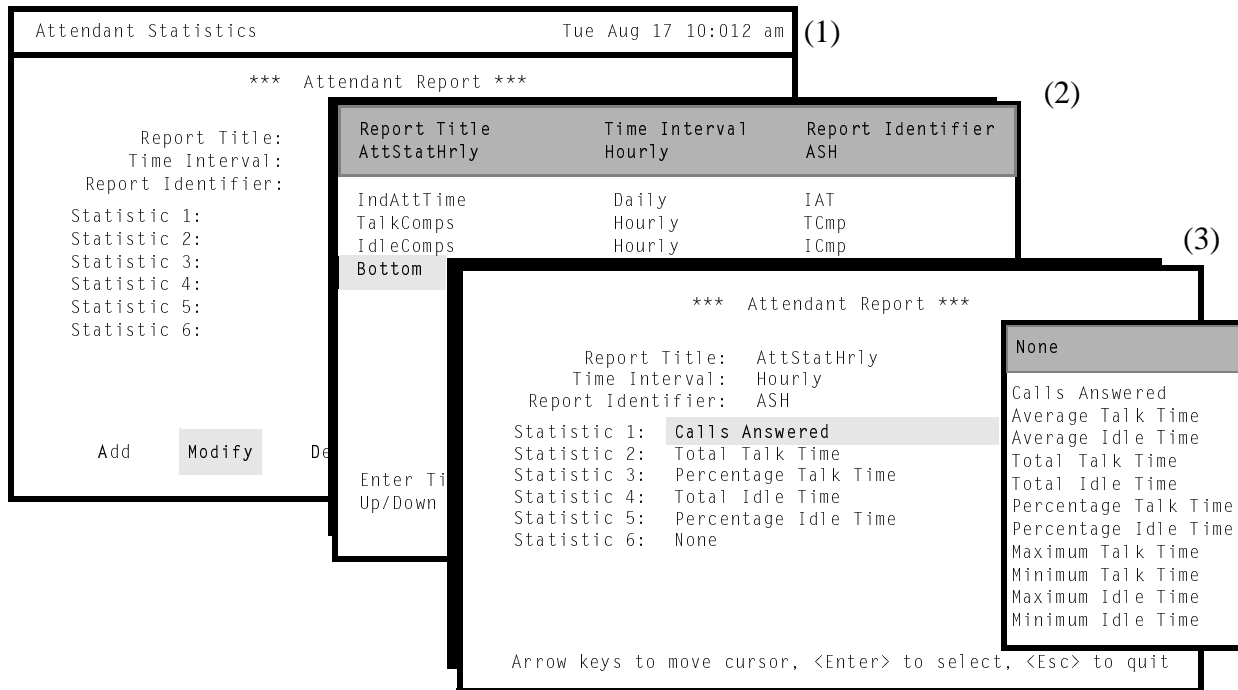 Attendant Statistics Tue Aug 17 10:012 am
(1)
*** Attendant Report ***
Report Title:
Time Interval:
Report Identifier:
Statistic 1:
Statistic 2:
Statistic 3:
Statistic 4:
Statistic 5:
Statistic 6:
Add Modify De
(2)
Report Title Time Interval Report Identifier
AttStatHrly Hourly ASH
IndAttTime Daily IAT
TalkComps Hourly TCmp
IdleComps Hourly ICmp
Bottom
Enter Ti
Up/Down
(3)
*** Attendant Report ***
Report Title: AttStatHrly
Time Interval: Hourly
Report Identifier: ASH
Statistic 1: Calls Answered
Statistic 2: Total Talk Time
Statistic 3: Percentage Talk Time
Statistic 4: Total Idle Time
Statistic 5: Percentage Idle Time
Statistic 6: None
None
Calls Answered
Average Talk Time
Average Idle Time
Total Talk Time
Total Idle Time
Percentage Talk Time
Percentage Idle Time
Maximum Talk Time
Minimum Talk Time
Maximum Idle Time
Minimum Idle Time
Arrow keys to move cursor, <Enter> to select, <Esc> to quit